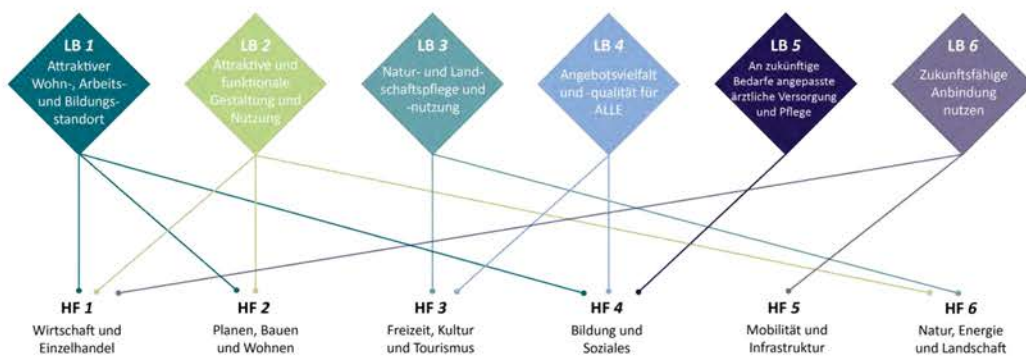 LB 1
Attraktiver
Wohn-, Arbeits-
und Bildungs-
standort
LB 2
Attraktive und
funktionale
Gestaltung und
Nutzung
LB 3
Natur- und Land-
schaftspflege und
-nutzung
LB 4
Angebotsvielfalt
und -qualität für
ALLE
LB 5
An zukünftige
Bedarfe angepasste
ärztliche Versorgung
und Pflege
LB 6
Zukunftsfähige
Anbindung
nutzen
HF 1
Wirtschaft und
Einzelhandel
HF 2
Planen, Bauen
und Wohnen
HF 3
Freizeit, Kultur
und Tourismus
HF 4
Bildung und
Soziales
HF 5
Mobilität und
Infrastruktur
HF 6
Natur, Energie
und Landschaft